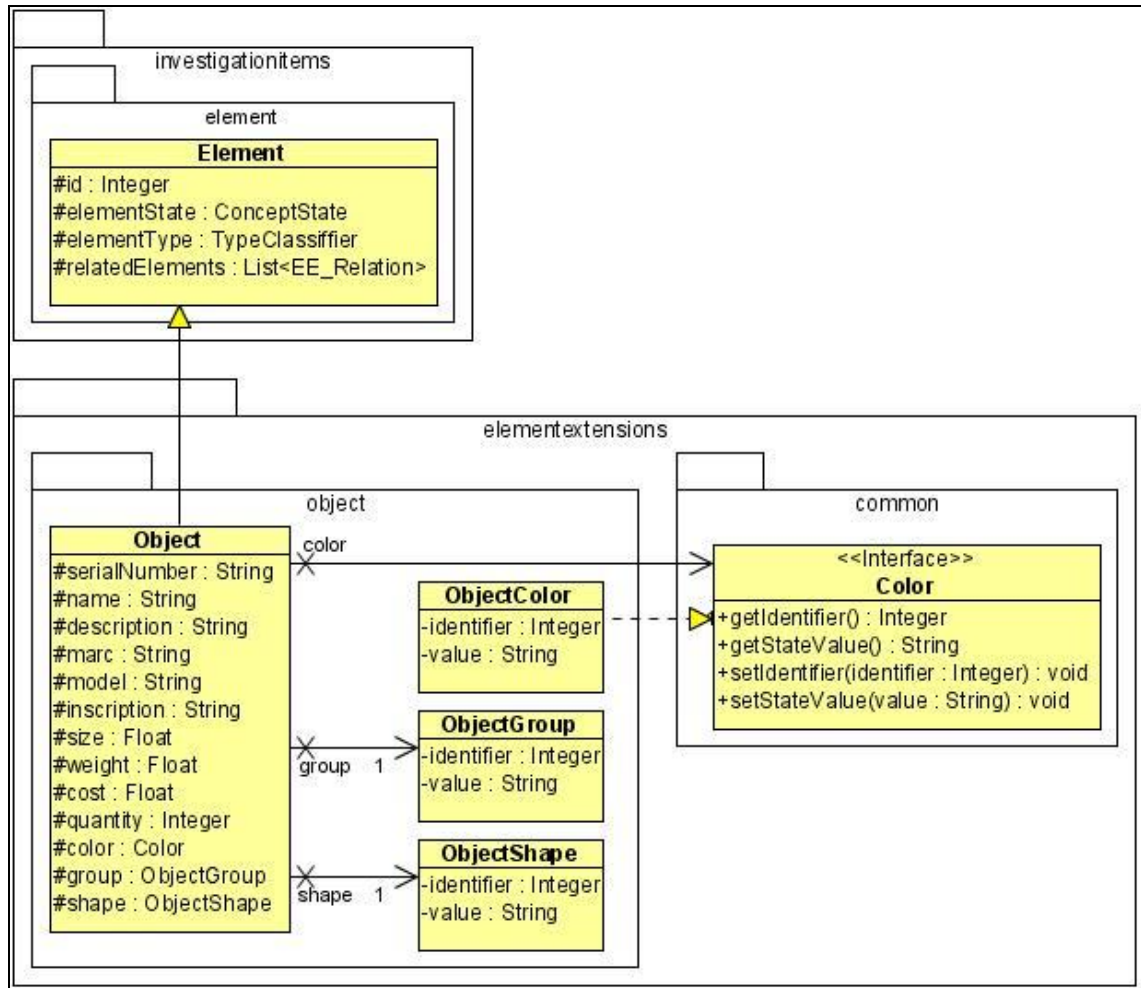 investigationitems
element
Element
#id : Integer
#elementState : ConceptState
#elementType : TypeClassiffier
#relatedElements : List<EE_Relation>
elementextensions
object
Object
#serialNumber : String
#name : String
#description : String
#marc : String
#model : String
#inscription : String
#size : Float
#weight : Float
#cost : Float
#quantity : Integer
#color : Color
#group : ObjectGroup
#shape : ObjectShape
color
ObjectColor
-identifier : Integer
-value : String
group 1
ObjectGroup
-identifier : Integer
-value : String
shape 1
ObjectShape
-identifier : Integer
-value : String
common
<<Interface>>
Color
+getIdentifier() : Integer
+getStateValue() : String
+setIdentifier(identifier : Integer) : void
+setStateValue(value : String) : void